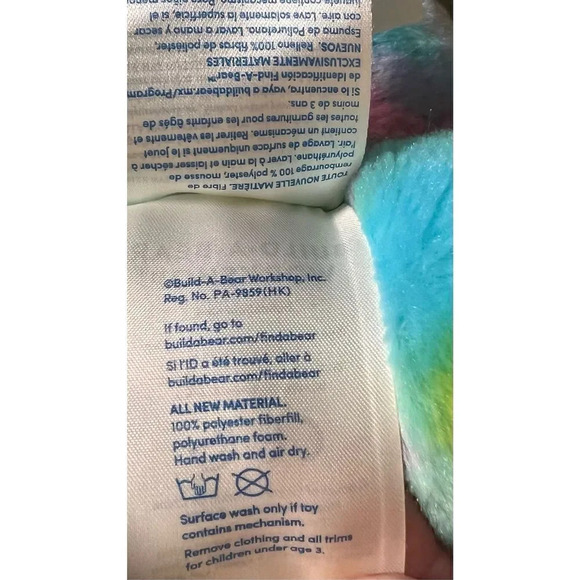 TOUTE NOUVELLE MATIÈRE. Fibre de
rembourrage 100 % polyester, mousse de
polyuréthane. Laver à la main et laisser sécher à
l'air. Lavage de surface uniquement si le jouet
contient un mécanisme. Retirer les vêtements et
toutes les garnitures pour les enfants âgés de
moins de 3 ans.
Si lo encuentra, vaya a buildabear.mx/Program
de Identificación Find-A-Bear™
EXCLUSIVAMENTE MATERIALES
NUEVOS. Relleno: 100% fibras de poliéster,
Espuma de Poliuretano. Lavar a mano y secar
con aire. Lave solamente la superficie, si el
contiene
©Build-A-Bear Workshop, Inc.
Reg. No. PA-9859(HK)
If found, go to
buildabear.com/findabear
Si l'ID a été trouvé, aller à
buildabear.com/findabear
ALL NEW MATERIAL.
100% polyester fiberfill,
polyurethane foam.
Hand wash and air dry.
Surface wash only if toy
contains mechanism.
Remove clothing and all trims
for children under age 3.